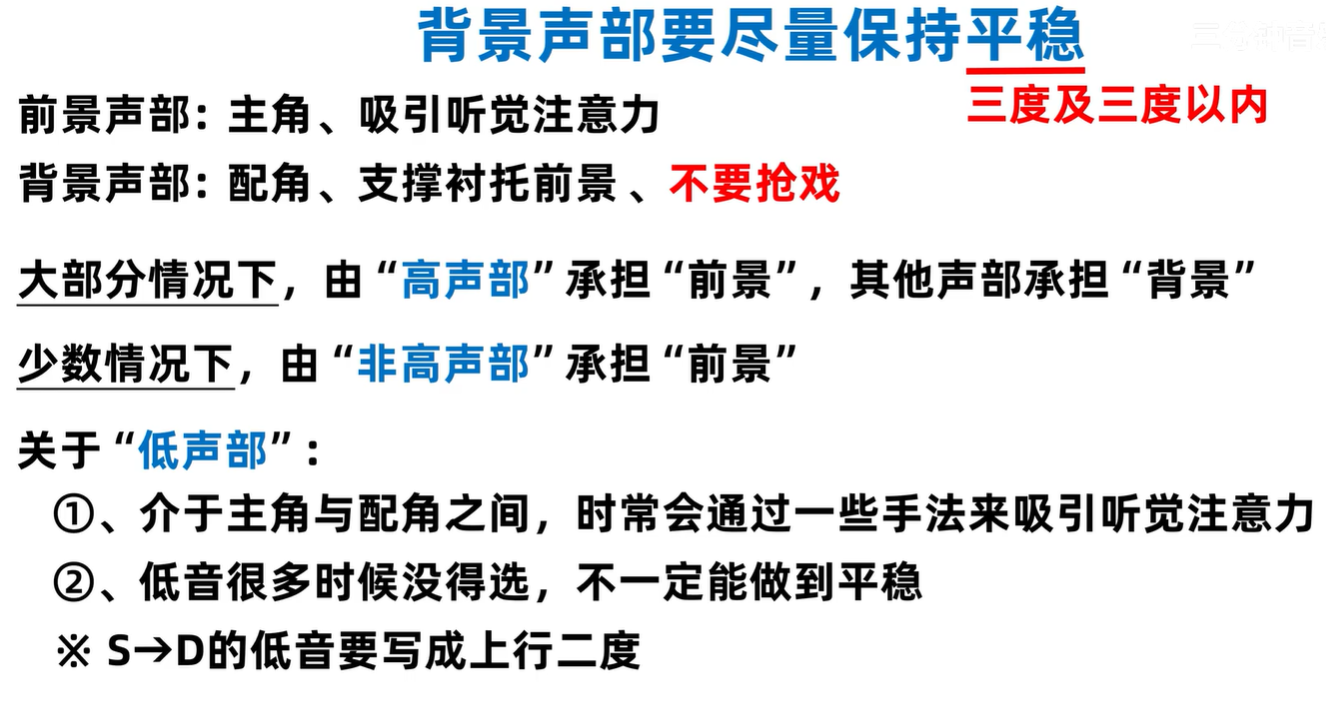 背景声部要尽量保持平稳
三度及三度以内
前景声部：主角、吸引听觉注意力
背景声部：配角、支撑衬托前景、不要抢戏
大部分情况下，由“高声部”承担“前景”，其他声部承担“背景”
少数情况下，由“非高声部”承担“前景”
关于“低声部”：
①、介于主角与配角之间，时常会通过一些手法来吸引听觉注意力
②、低音很多时候没得选，不一定能做到平稳
※ S→D的低音要写成上行二度